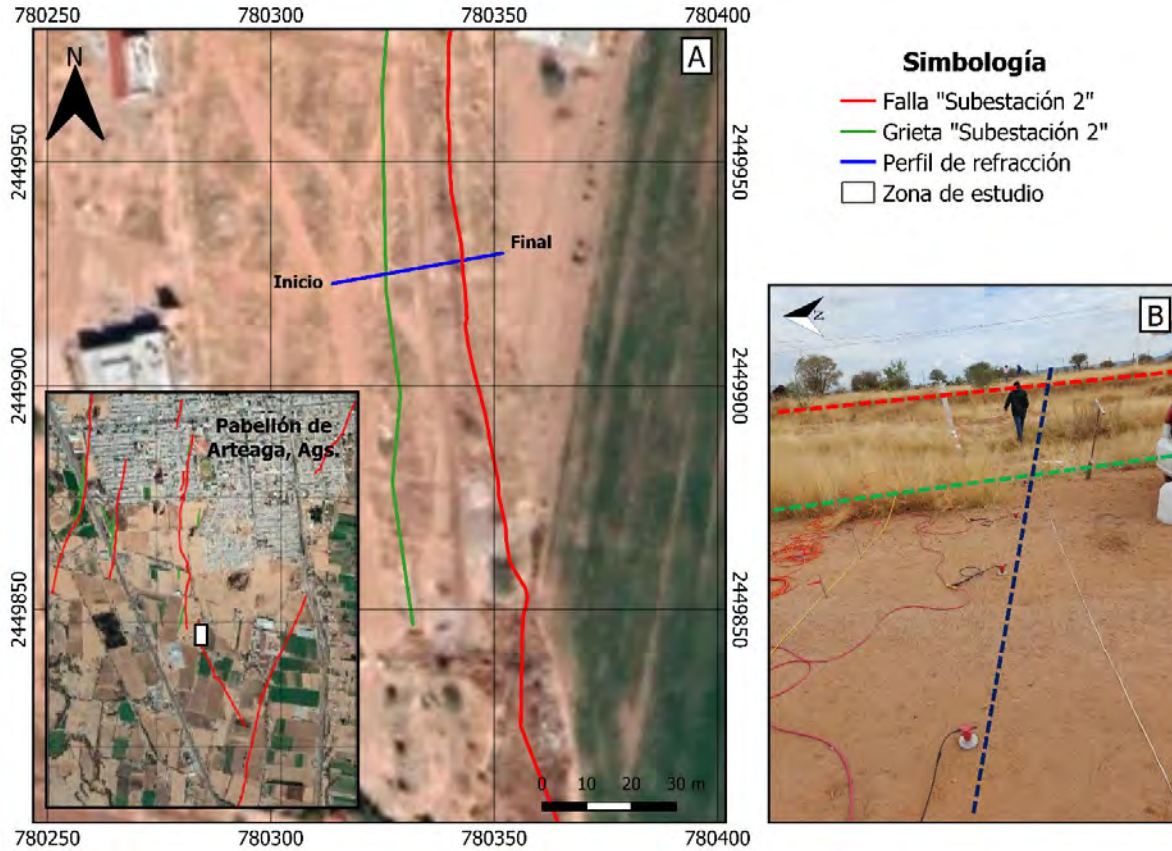 780250
780300
780350
780400
N
A
2449950
2449950
Inicio
Final
2449900
2449900
Pabellón de
Arteaga, Ags.
2449850
2449850
0 10 20 30 m
780250
780300
780350
780400
Simbología
Falla "Subestación 2"
Grieta "Subestación 2"
Perfil de refracción
Zona de estudio
Z
B